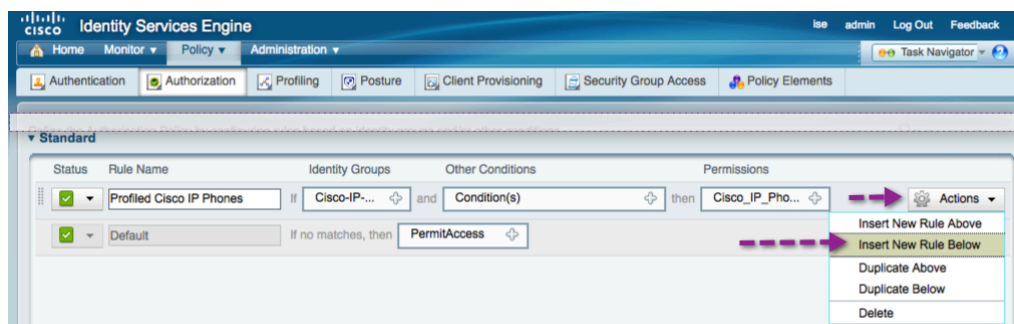 cisco Identity Services Engine ise admin Log Out Feedback
Home Monitor Policy Administration Task Navigator
Authentication Authorization Profiling Posture Client Provisioning Security Group Access Policy Elements
Standard
Status Rule Name Identity Groups Other Conditions Permissions
Profiled Cisco IP Phones If Cisco-IP-... and Condition(s) then Cisco_IP_Pho... Actions
Insert New Rule Above
Default If no matches, then PermitAccess Insert New Rule Below
Duplicate Above
Duplicate Below
Delete